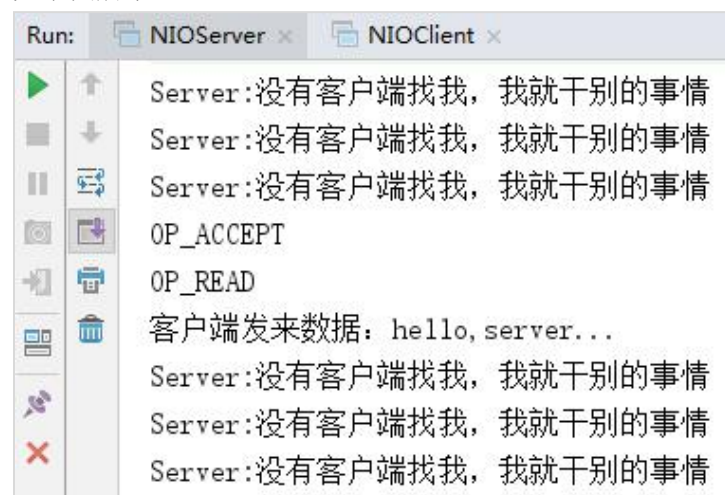 Run: NIOServer × NIOClient ×
Server:没有客户端找我，我就干别的事情
Server:没有客户端找我，我就干别的事情
Server:没有客户端找我，我就干别的事情
OP_ACCEPT
OP_READ
客户端发来数据：hello,server...
Server:没有客户端找我，我就干别的事情
Server:没有客户端找我，我就干别的事情
Server:没有客户端找我，我就干别的事情